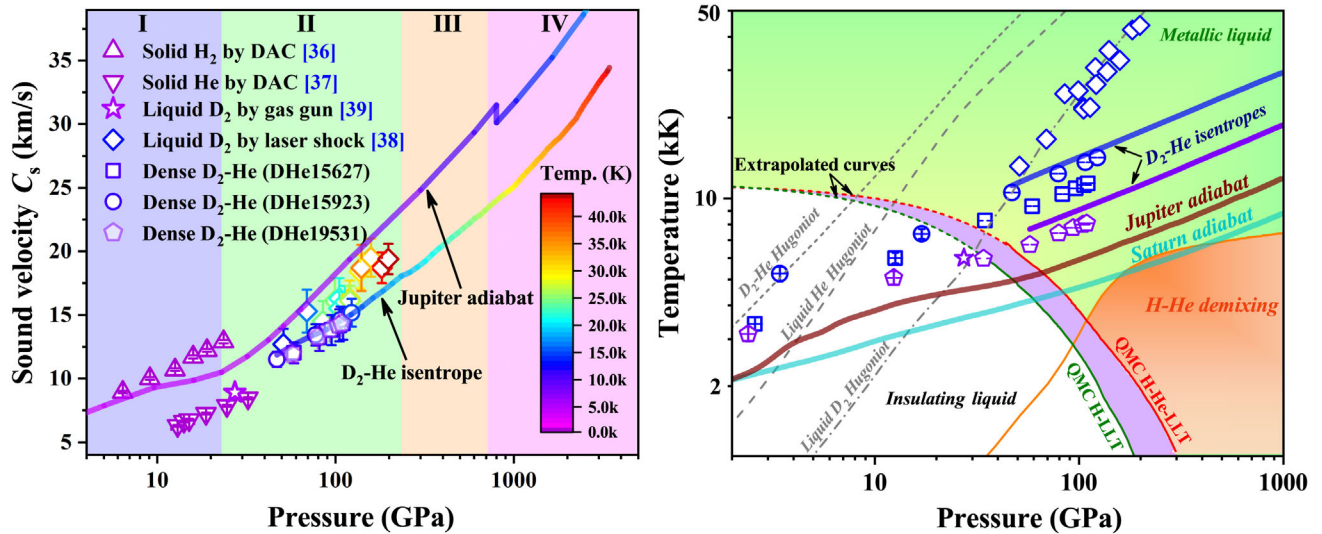 I II III IV
Solid H2 by DAC [36]
Solid He by DAC [37]
Liquid D2 by gas gun [39]
Liquid D2 by laser shock [38]
Dense D2-He (DHe15627)
Dense D2-He (DHe15923)
Dense D2-He (DHe19531)
Temp. (K)
40.0k
35.0k
30.0k
25.0k
20.0k
15.0k
10.0k
5.0k
0.0k
Jupiter adiabat
D2-He isentrope
Sound velocity Cs (km/s)
35
30
25
20
15
10
5
10 100 1000
Pressure (GPa)
Temperature (kK)
50
10
2
Metallic liquid
D2-He isentropes
Extrapolated curves
Jupiter adiabat
Saturn adiabat
D2-He Hugoniot
Liquid He Hugoniot
Liquid D2 Hugoniot
H-He demixing
Insulating liquid
QMC H-LLT
QMC H-He-LLT
10 100 1000
Pressure (GPa)